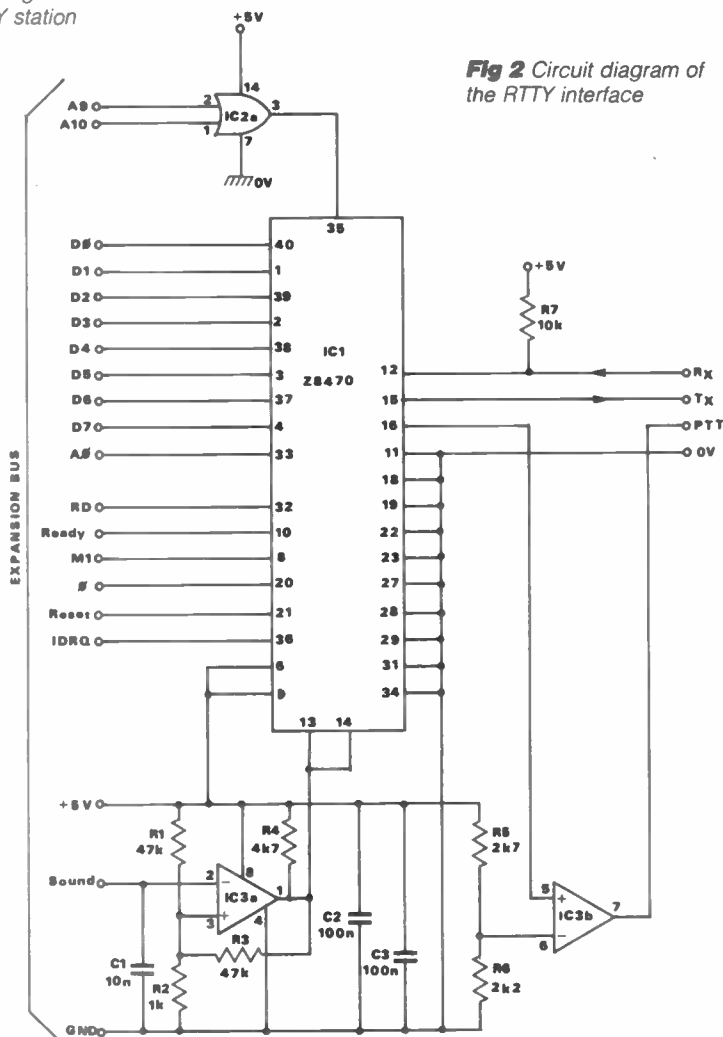 Y station
+5V
Fig 2 Circuit diagram of
the RTTY interface
14
A9 2
A10 1
IC2a 3
7
0V
35
EXPANSION BUS
D0 40
D1 1
D2 39
D3 2
D4 38
D5 3
D6 37
D7 4
A0 33
RD 32
Ready 10
M1 8
ø 20
Reset 21
IDRQ 36
6
9
IC1
Z8470
+5V
R7
10k
12 Rx
15 Tx
16 PTT
11 0V
18
19
22
23
27
28
29
31
34
13 14
+5V
R1
47k
R4
4k7
Sound 2
8
1
IC3a
3
4
R3
47k
C1
10n
R2
1k
C2
100n
C3
100n
R5
2k7
5
IC3b 7
6
R6
2k2
GND